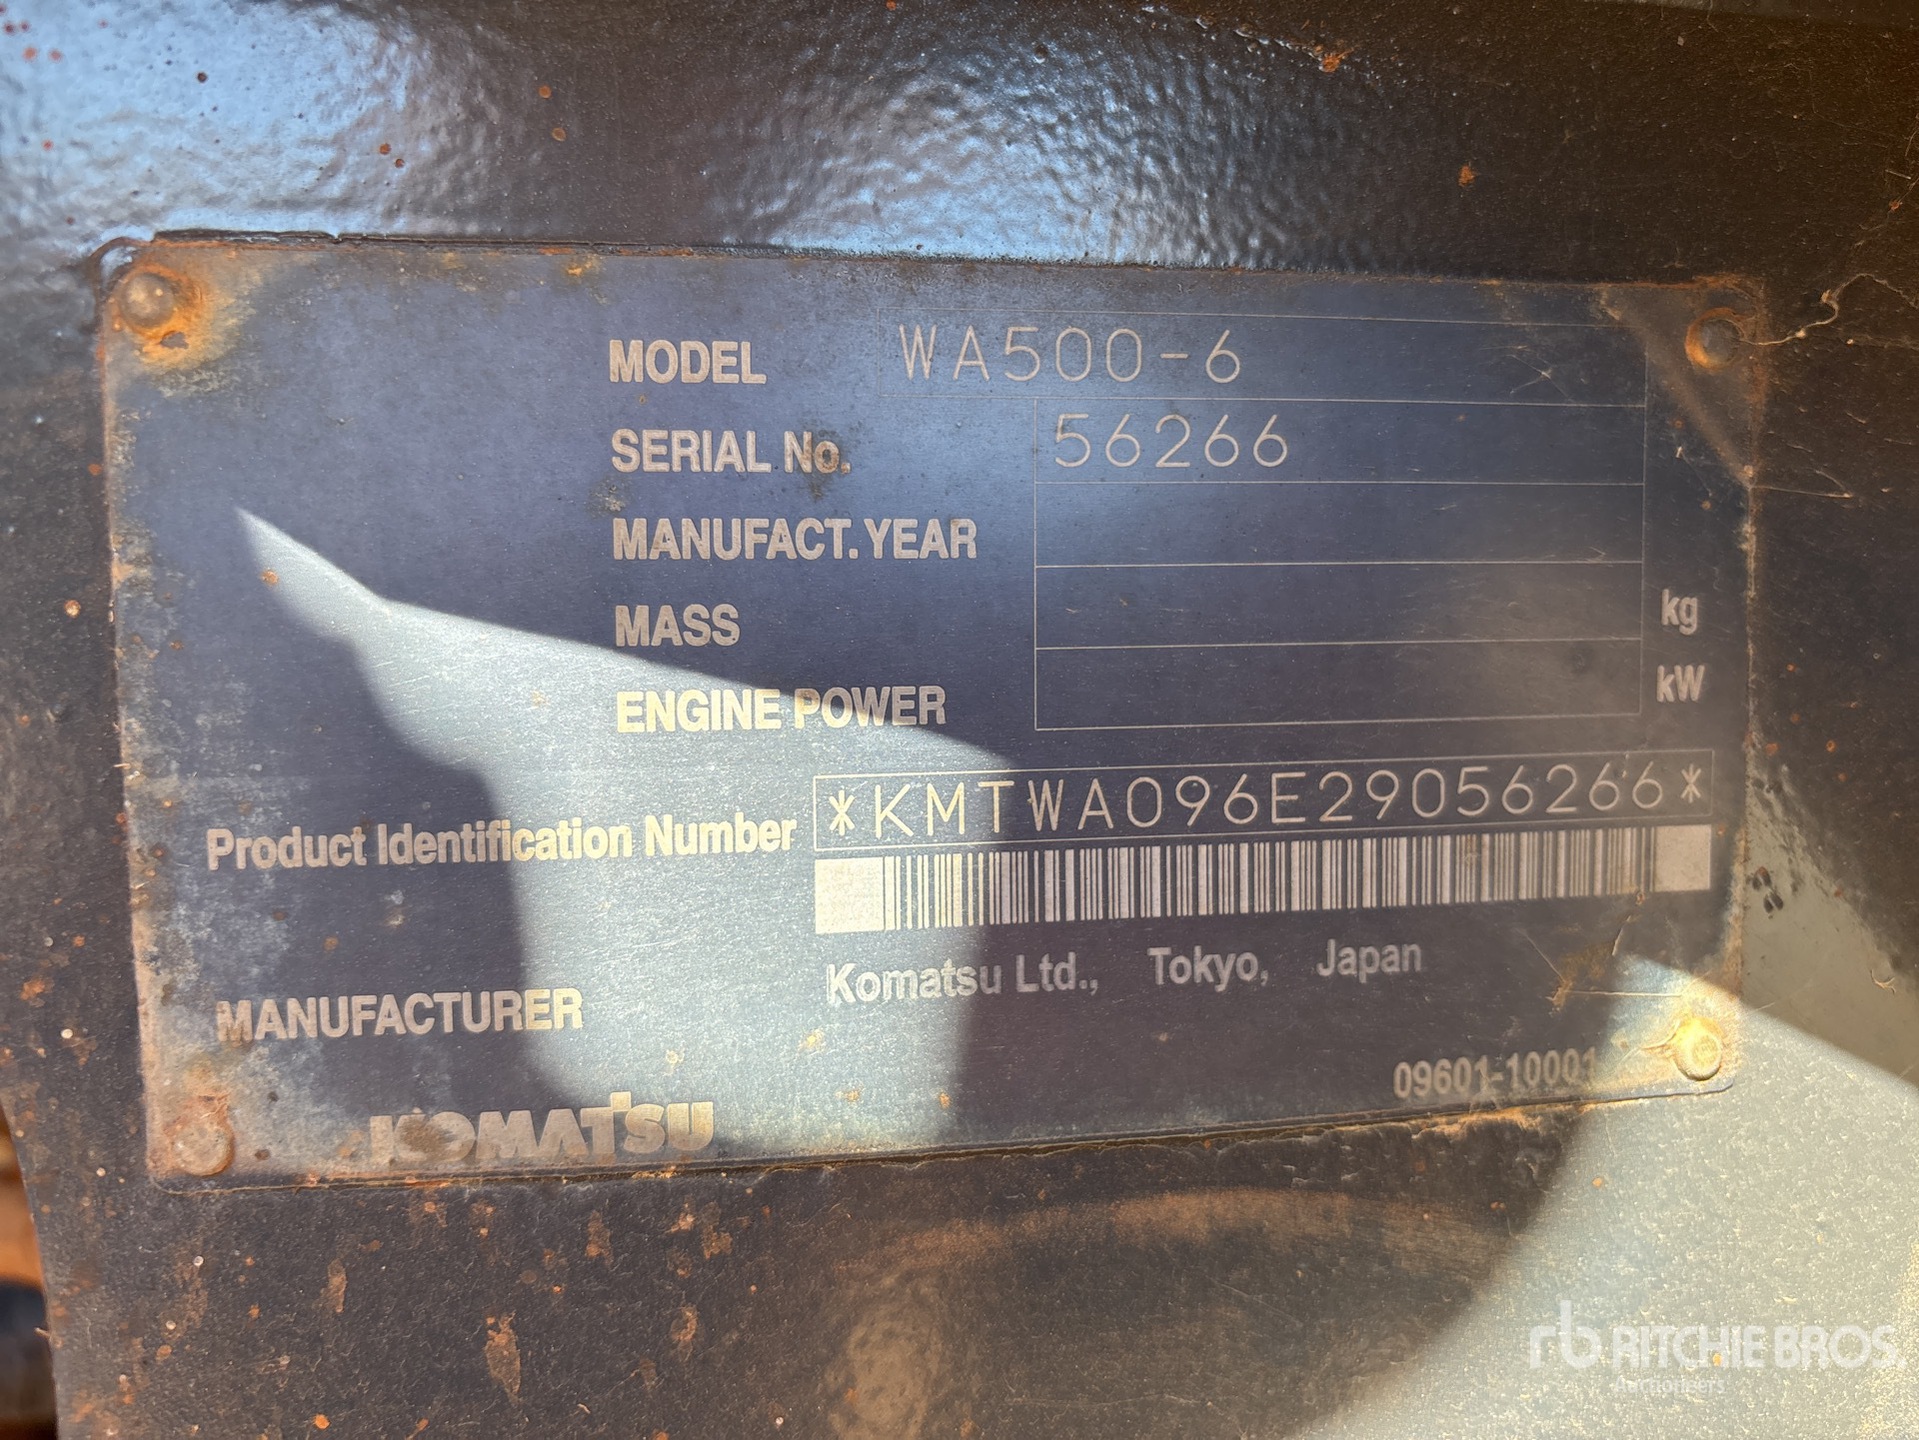 MODEL WA500-6
SERIAL No. 56266
MANUFACT. YEAR
MASS kg
ENGINE POWER kW
Product Identification Number *KMTWA096E29056266*
MANUFACTURER Komatsu Ltd., Tokyo, Japan
09601-10001
KOMATSU
rb RITCHIE BROS.
Auctioneers